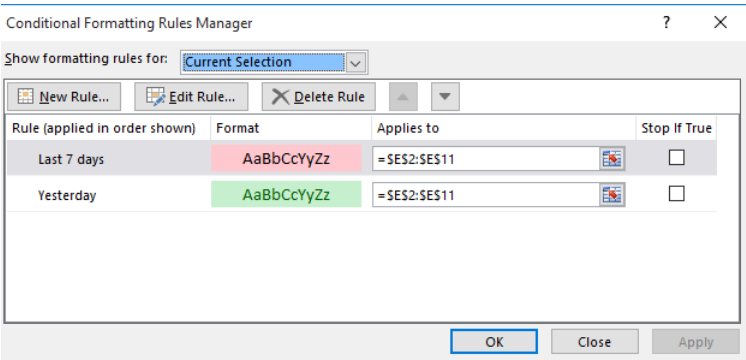 Conditional Formatting Rules Manager ? ×
Show formatting rules for: Current Selection
New Rule... Edit Rule... Delete Rule
Rule (applied in order shown) Format Applies to Stop If True
Last 7 days AaBbCcYyZz =$E$2:$E$11
Yesterday AaBbCcYyZz =$E$2:$E$11
OK Close Apply